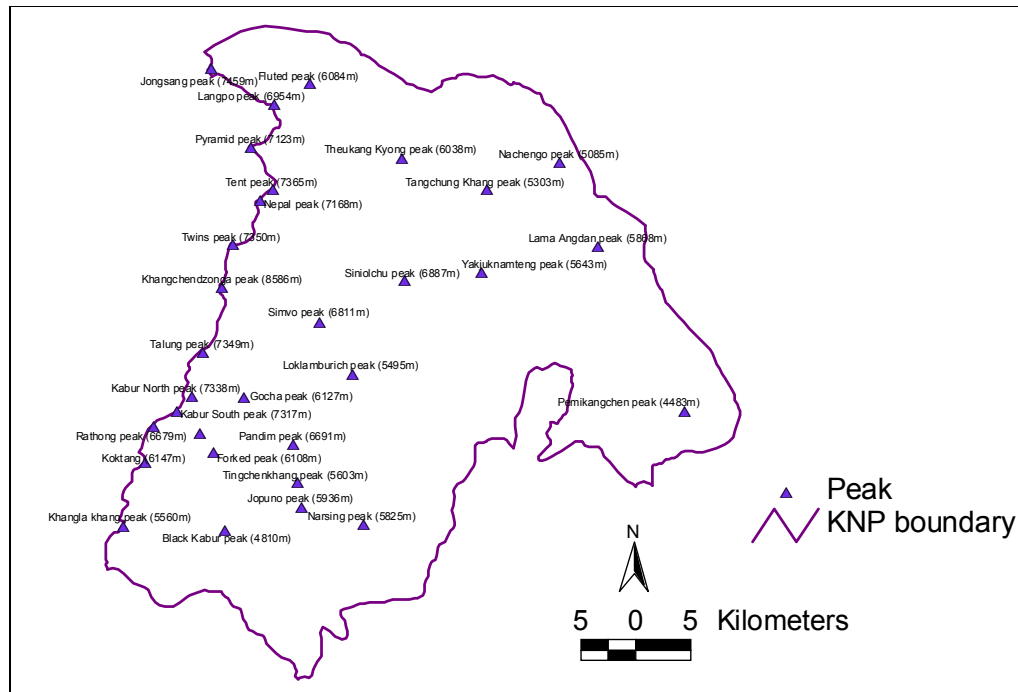 Jongsang peak (7459m)
Fluted peak (6084m)
Langpo peak (6954m)
Pyramid peak (7123m)
Theukang Kyong peak (6038m)
Nachengo peak (5085m)
Tent peak (7365m)
Tangchung Khang peak (5303m)
Nepal peak (7168m)
Twins peak (7350m)
Lama Angdan peak (5868m)
Yakjuknamteng peak (5643m)
Siniolchu peak (6887m)
Khangchendzonga peak (8586m)
Simvo peak (6811m)
Talung peak (7349m)
Loklamburich peak (5495m)
Kabur North peak (7338m)
Gocha peak (6127m)
Pemikangchen peak (4483m)
Kabur South peak (7317m)
Rathong peak (6679m)
Pandim peak (6691m)
Koktang (6147m)
Forked peak (6108m)
Tingchenkhang peak (5603m)
Jopuno peak (5936m)
Khangla khang peak (5560m)
Narsing peak (5825m)
Black Kabur peak (4810m)
Peak
KNP boundary
N
5 0 5 Kilometers